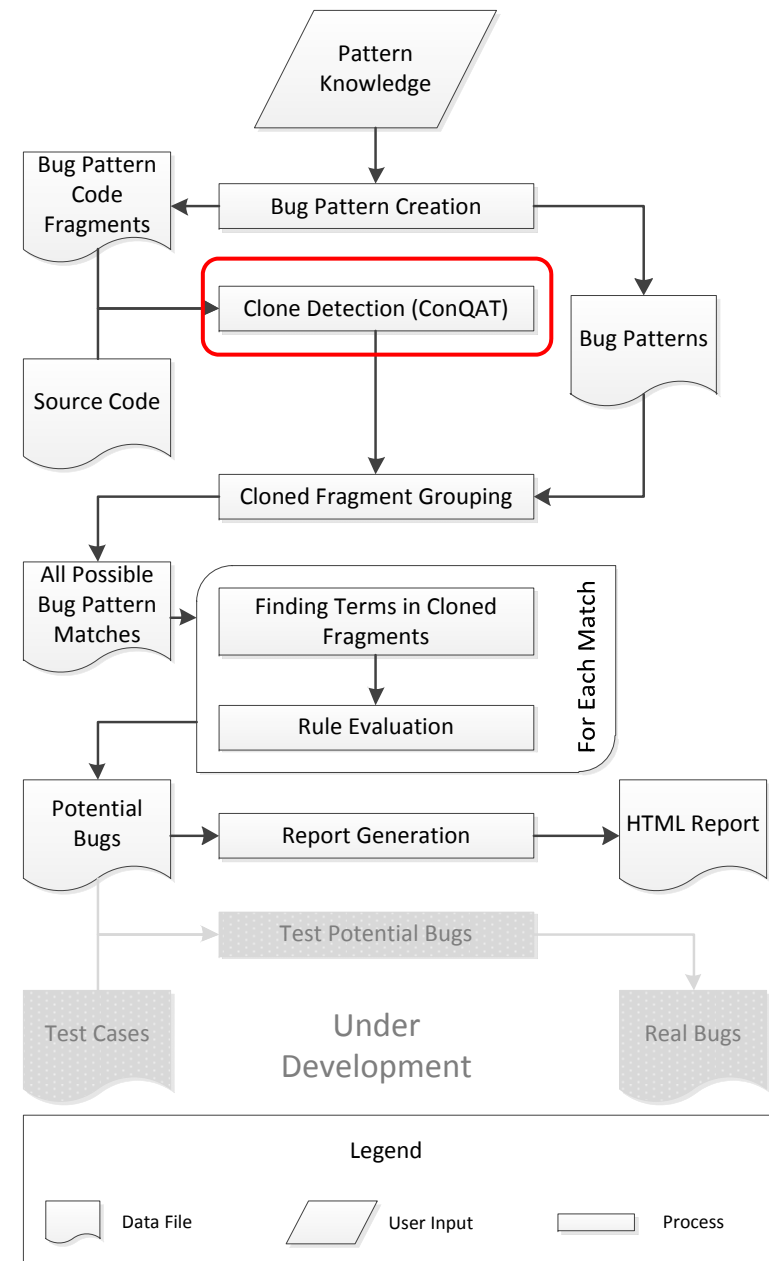 Pattern
Knowledge
Bug Pattern
Code
Fragments
Bug Pattern Creation
Clone Detection (ConQAT)
Bug Patterns
Source Code
Cloned Fragment Grouping
All Possible
Bug Pattern
Matches
Finding Terms in Cloned
Fragments
For Each Match
Rule Evaluation
Potential
Bugs
Report Generation
HTML Report
Test Potential Bugs
Test Cases
Under
Development
Real Bugs
Legend
Data File
User Input
Process